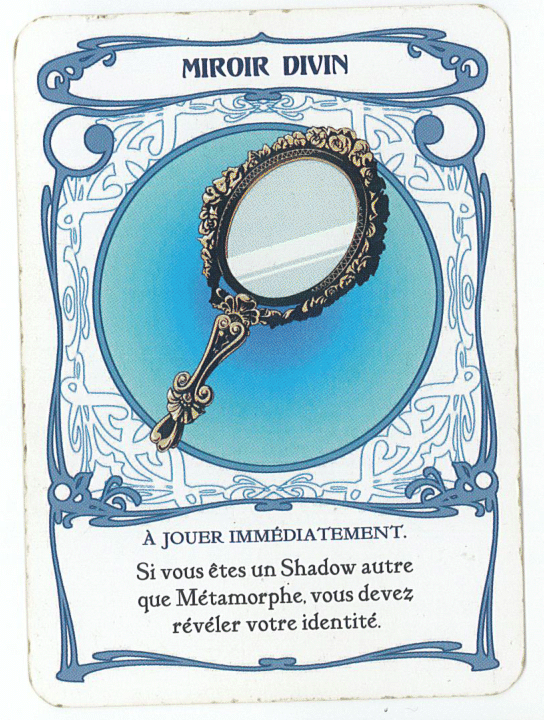 MIROIR DIVIN
À JOUER IMMÉDIATEMENT.
Si vous êtes un Shadow autre
que Métamorphe, vous devez
révéler votre identité.